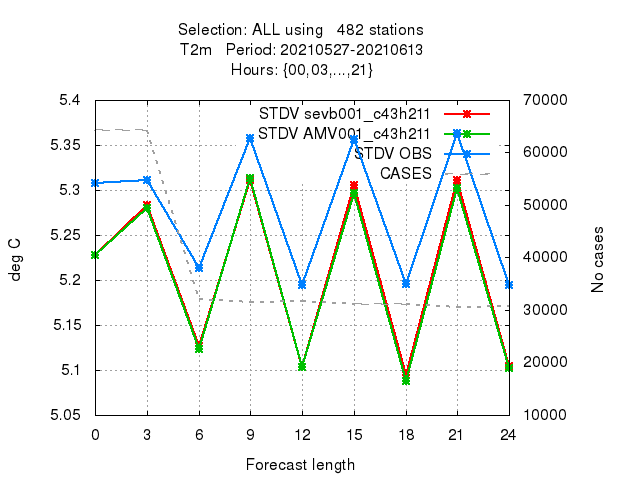 Selection: ALL using   482 stations
T2m   Period: 20210527-20210613
Hours: {00,03,...,21}
5.4
5.35
5.3
5.25
5.2
5.15
5.1
5.05
deg C
70000
60000
50000
40000
30000
20000
10000
No cases
STDV sevb001_c43h211
STDV AMV001_c43h211
STDV OBS
CASES
0 3 6 9 12 15 18 21 24
Forecast length